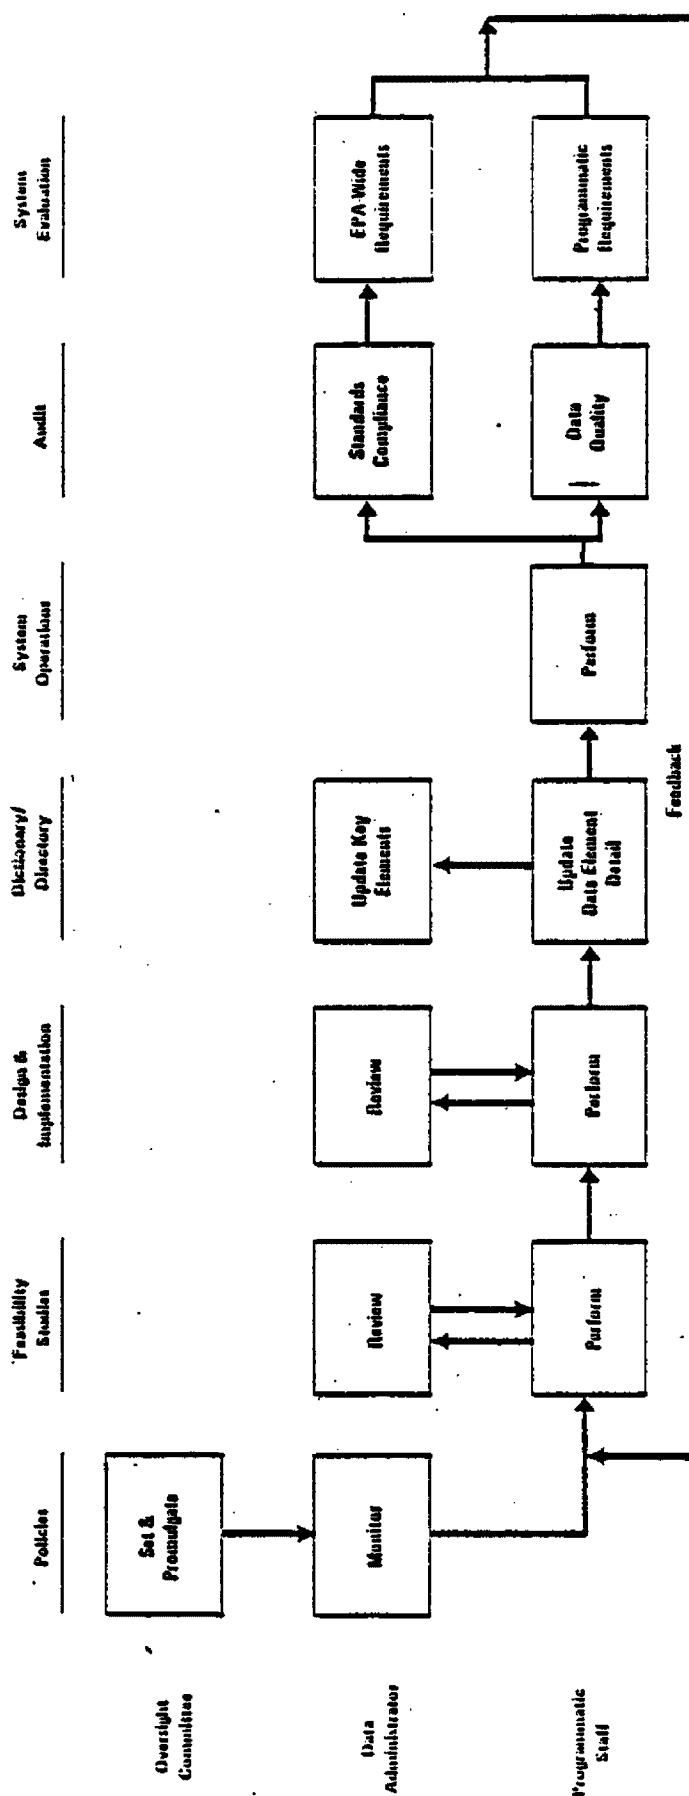 Policies
Feasibility
Studies
Design &
Implementation
Dictionary/
Directory
System
Operations
Audit
System
Evaluation
Oversight
Committee
Set &
Promulgate
Data
Administrator
Monitor
Review
Review
Update Key
Elements
Standards
Compliance
EPA-Wide
Requirements
Programmatic
Staff
Perform
Perform
Update
Data Element
Detail
Perform
Data
Quality
Programmatic
Requirements
Feedback